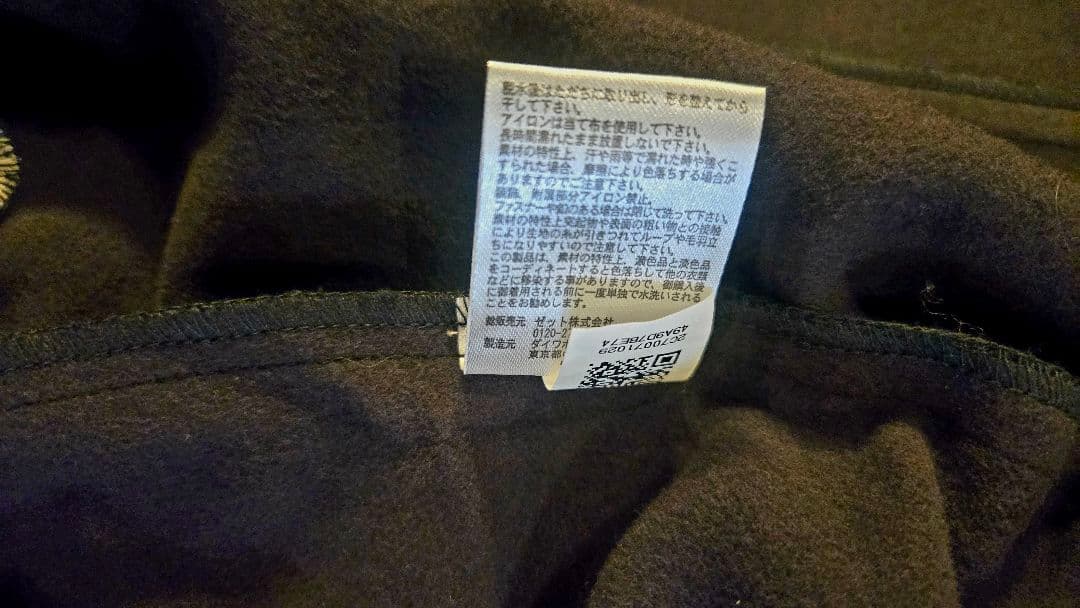 脱水後はただちに取り出し、形を整えてから
干して下さい。
アイロンは当て布を使用して下さい。
長時間濡れたまま放置しないで下さい。
素材の特性上、汗や雨等で濡れた時や強くこ
すられた場合、摩擦により色落ちする場合が
ありますのでご注意下さい。
装飾、附属部分アイロン禁止。
ファスナーや釦のある場合は閉じて洗って下さい。
素材の特性上突起物や表面の粗い物との接触
により生地の糸が引きつれてループや毛羽立
ちになりやすいので注意して下さい。
この製品は、素材の特性上、濃色品と淡色品
をコーディネートすると色落ちして他の衣類
などに移染する事がありますので、御購入後
に御着用される前に一度単独で水洗いされる
ことをお勧めします。
総販売元 ゼット株式会社
0120-2
製造元 ダイワボ
東京都
2C70071029
49A9D7BE74